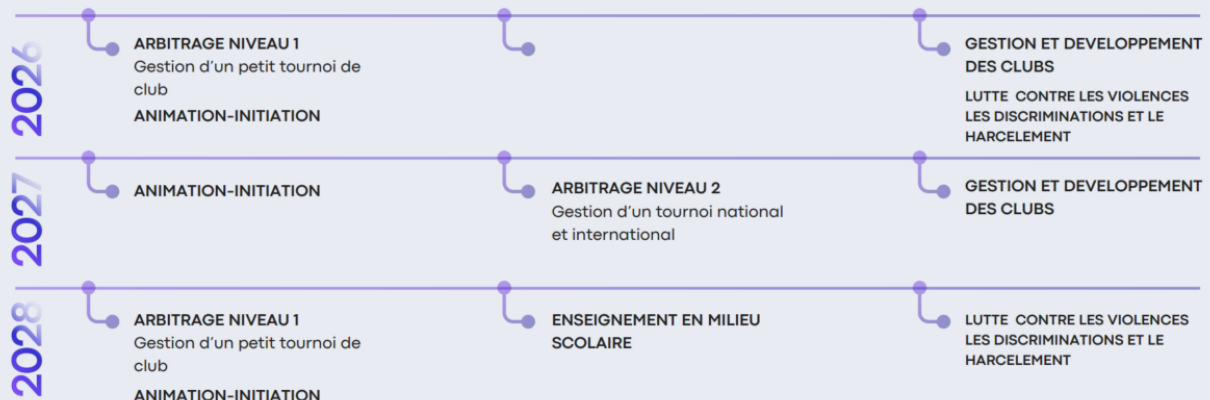 2026
ARBITRAGE NIVEAU 1
Gestion d'un petit tournoi de
club
ANIMATION-INITIATION
GESTION ET DEVELOPPEMENT
DES CLUBS
LUTTE CONTRE LES VIOLENCES
LES DISCRIMINATIONS ET LE
HARCELEMENT
2027
ANIMATION-INITIATION
ARBITRAGE NIVEAU 2
Gestion d'un tournoi national
et international
GESTION ET DEVELOPPEMENT
DES CLUBS
2028
ARBITRAGE NIVEAU 1
Gestion d'un petit tournoi de
club
ANIMATION-INITIATION
ENSEIGNEMENT EN MILIEU
SCOLAIRE
LUTTE CONTRE LES VIOLENCES
LES DISCRIMINATIONS ET LE
HARCELEMENT